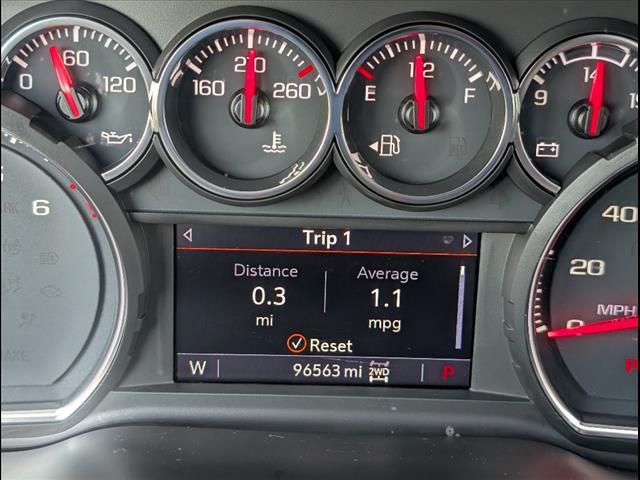 0 60 120
160 210 260
E 1/2 F
9 14
6
40
20
0
MPH
Trip 1
Distance Average
0.3 1.1
mi mpg
Reset
W 96563 mi 2WD P